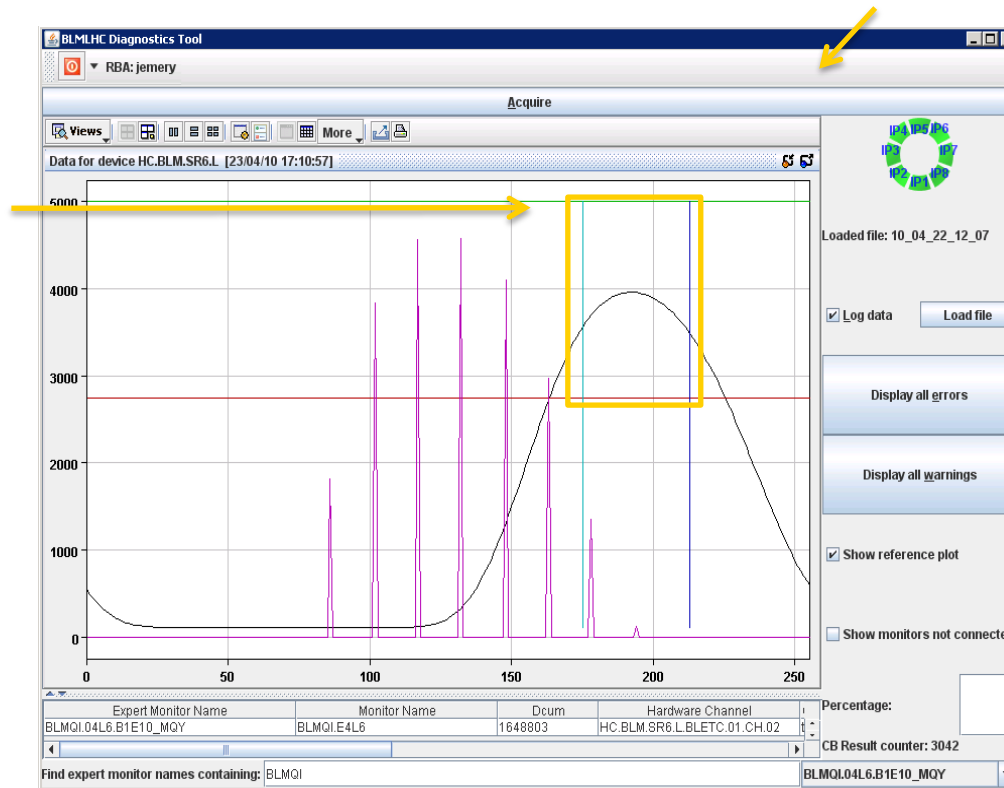 BLMLHC Diagnostics Tool
RBA: jemery
Acquire
Views
More
Data for device HC.BLM.SR6.L [23/04/10 17:10:57]
5000
4000
3000
2000
1000
0
0 50 100 150 200 250
IP4 IP5 IP6
IP3 IP7
IP2 IP1 IP8
Loaded file: 10_04_22_12_07
Log data
Load file
Display all errors
Display all warnings
Show reference plot
Show monitors not connecte
Percentage:
CB Result counter: 3042
Expert Monitor Name Monitor Name Dcum Hardware Channel
BLMQI.04L6.B1E10_MQY BLMQI.E4L6 1648803 HC.BLM.SR6.L.BLETC.01.CH.02
Find expert monitor names containing: BLMQI
BLMQI.04L6.B1E10_MQY